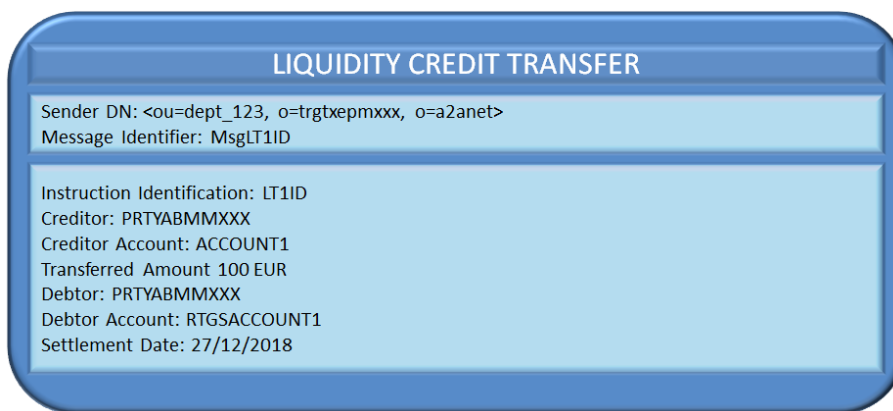 LIQUIDITY CREDIT TRANSFER
Sender DN: <ou=dept_123, o=trgtxepmxxx, o=a2anet>
Message Identifier: MsgLT1ID
Instruction Identification: LT1ID
Creditor: PRTYABMMXXX
Creditor Account: ACCOUNT1
Transferred Amount 100 EUR
Debtor: PRTYABMMXXX
Debtor Account: RTGSACCOUNT1
Settlement Date: 27/12/2018